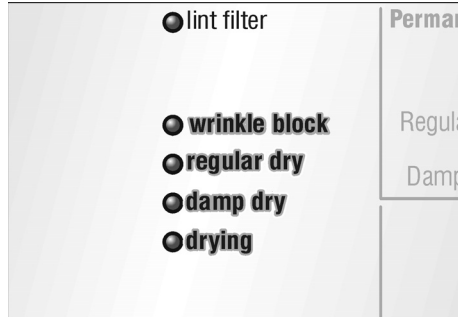 lint filter
Perma
wrinkle block
Regul
regular dry
Damp
damp dry
drying